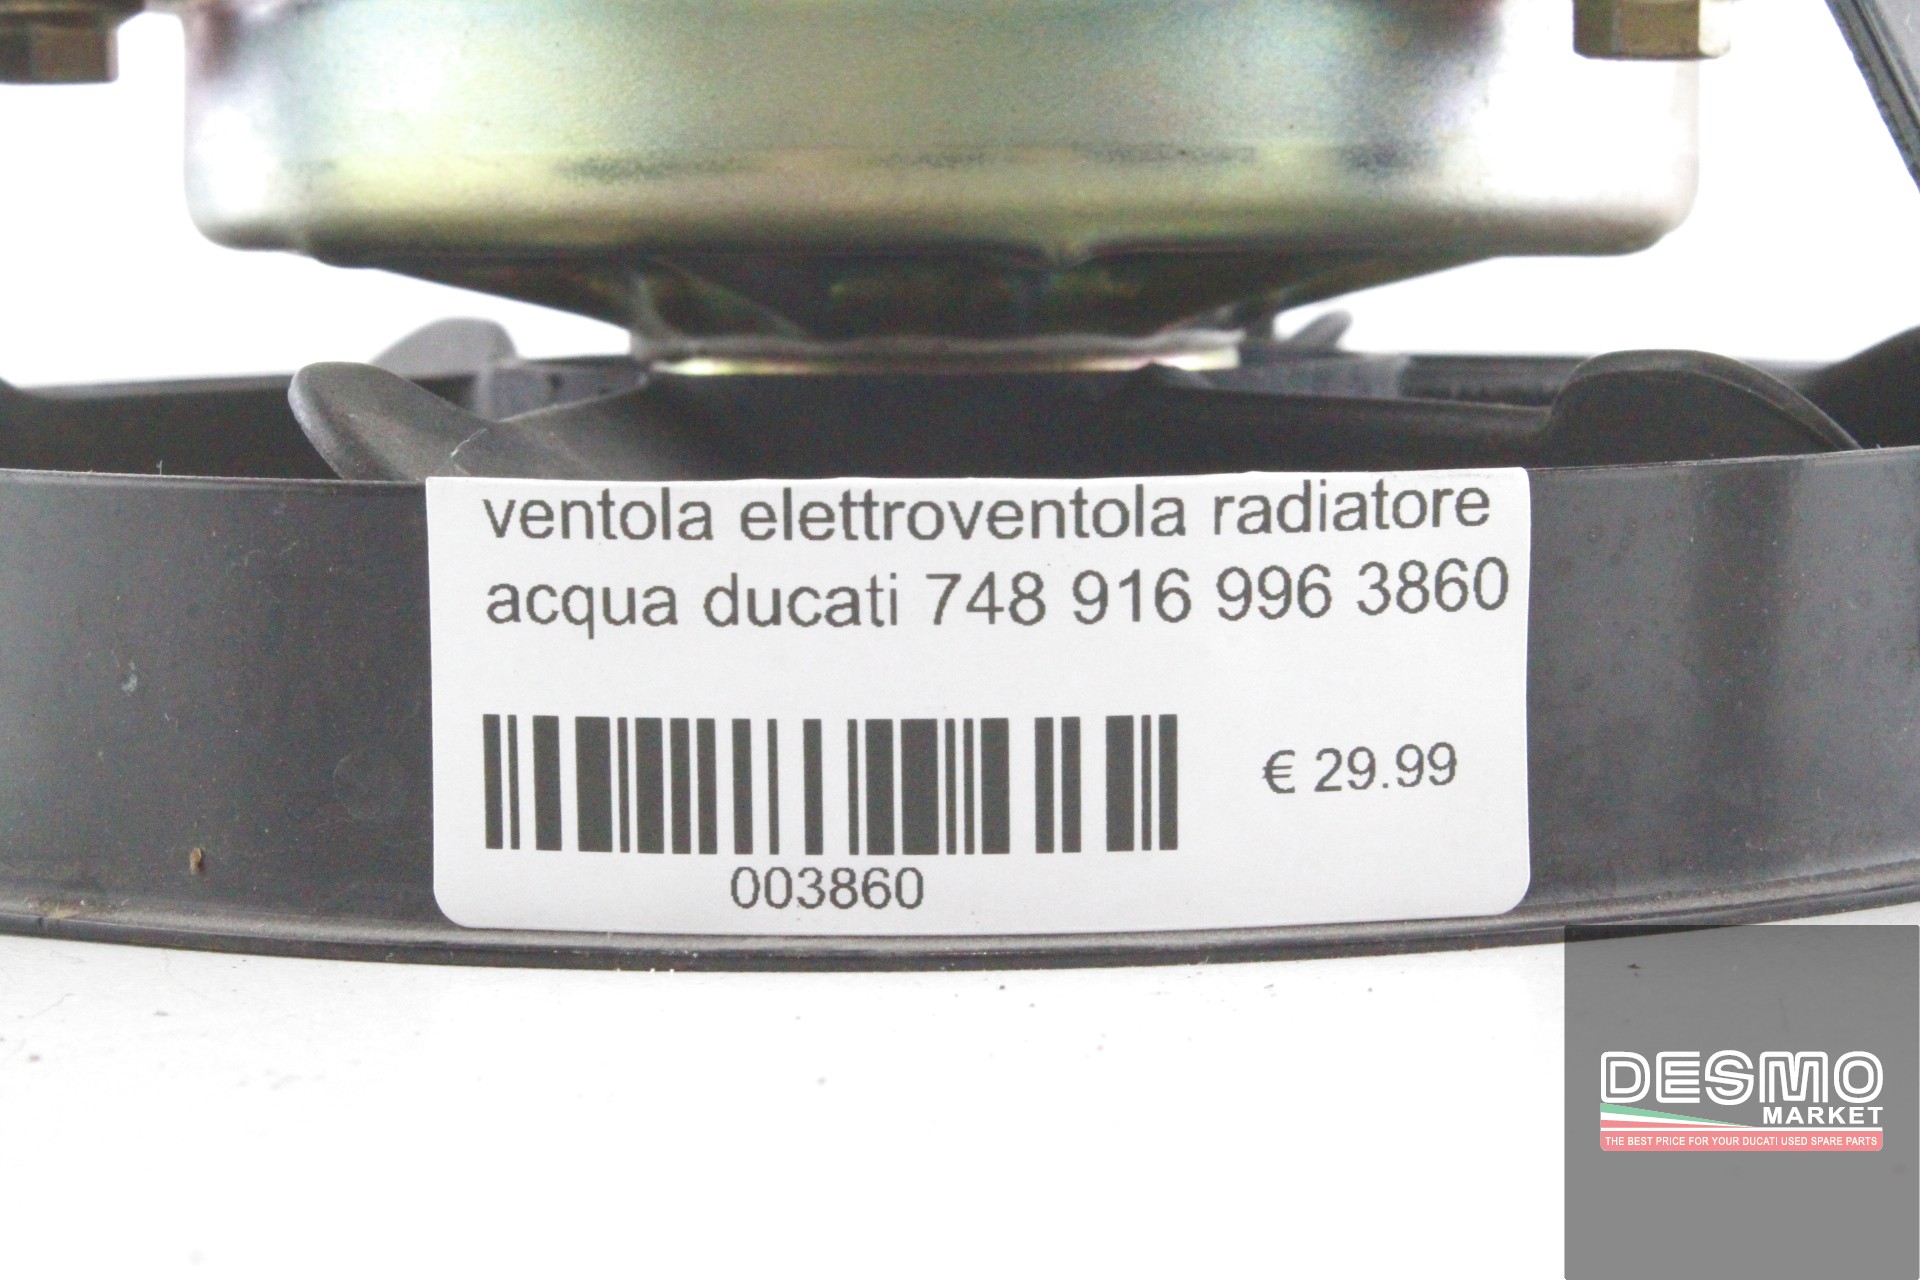 ventola elettroventola radiatore
acqua ducati 748 916 996 3860
€ 29.99
003860
DESMO
MARKET
THE BEST PRICE FOR YOUR DUCATI USED SPARE PARTS